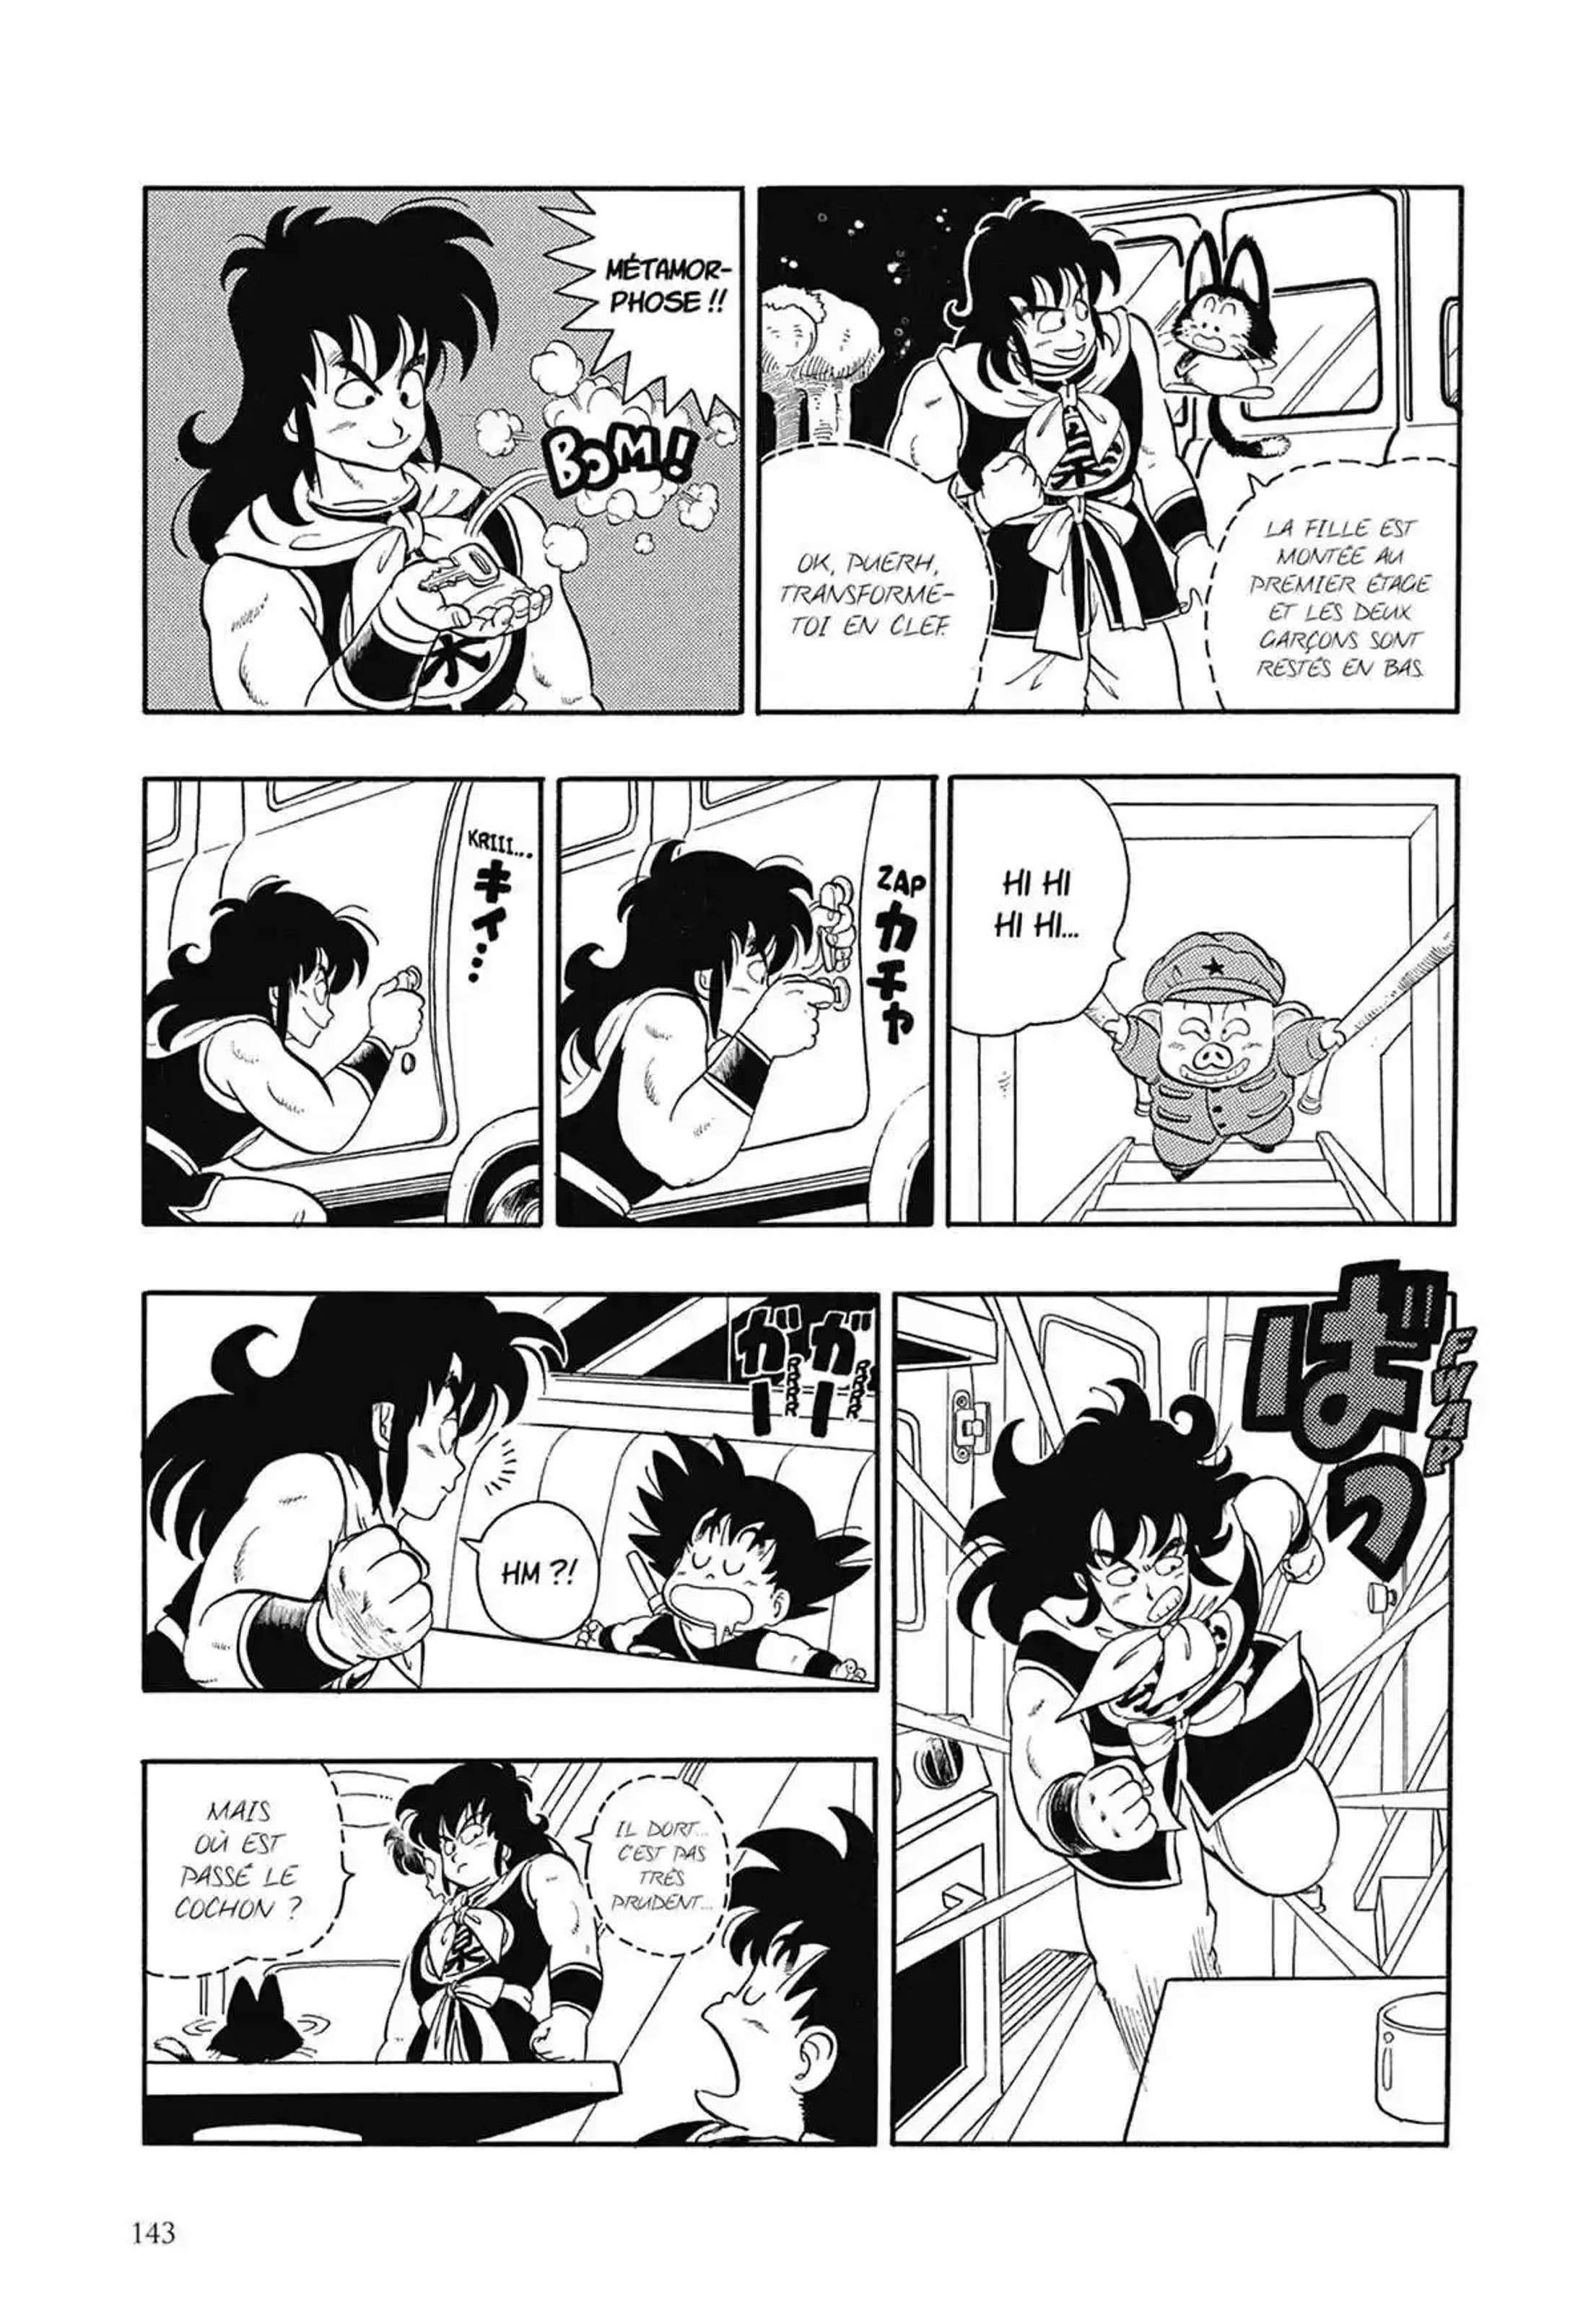 LA FILLE EST
MONTÉE AU
PREMIER ÉTAGE
ET LES DEUX
GARÇONS SONT
RESTÉS EN BAS.
OK, PUERH,
TRANSFORME-
TOI EN CLEF.
MÉTAMOR-
PHOSE !!
BOM!
HI HI
HI HI...
ZAP
カチャ
KRIII...
キィ…
ばっ
FWAP
ガー
RRRR
ガー
RRRR
HM ?!
IL DORT...
C'EST PAS
TRÈS
PRUDENT...
MAIS
OÙ EST
PASSÉ LE
COCHON ?
143